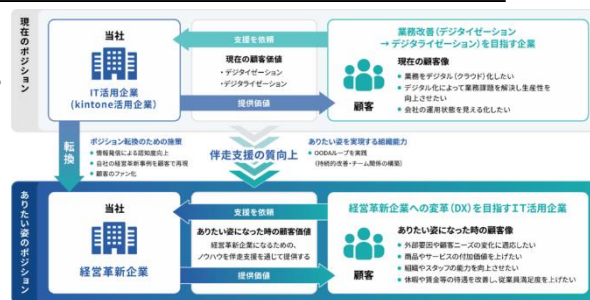 現在のポジション
当社
IT活用企業
(kintone活用企業)
支援を依頼
現在の顧客価値
・デジタイゼーション
・デジタライゼーション
提供価値
業務改善(デジタイゼーション
→ デジタライゼーション)を目指す企業
顧客
現在の顧客像
● 業務をデジタル(クラウド)化したい
● デジタル化によって業務課題を解決し生産性を
向上させたい
● 会社の運用状態を見える化したい
転換
ポジション転換のための施策
● 情報発信による認知度向上
● 自社の経営革新事例を顧客で再現
● 顧客のファン化
伴走支援の質向上
ありたい姿を実現する組織能力
● OODAループを実践
(持続的改善・チーム関係の構築)
ありたい姿のポジション
当社
経営革新企業
支援を依頼
ありたい姿になった時の顧客価値
経営革新企業になるための、
ノウハウを伴走支援を通じて提供する
提供価値
経営革新企業への変革(DX)を目指すIT活用企業
顧客
ありたい姿になった時の顧客像
● 外部要因や顧客ニーズの変化に適応したい
● 商品やサービスの付加価値を上げたい
● 組織やスタッフの能力を向上させたい
● 休暇や賃金等の待遇を改善し、従業員満足度を上げたい